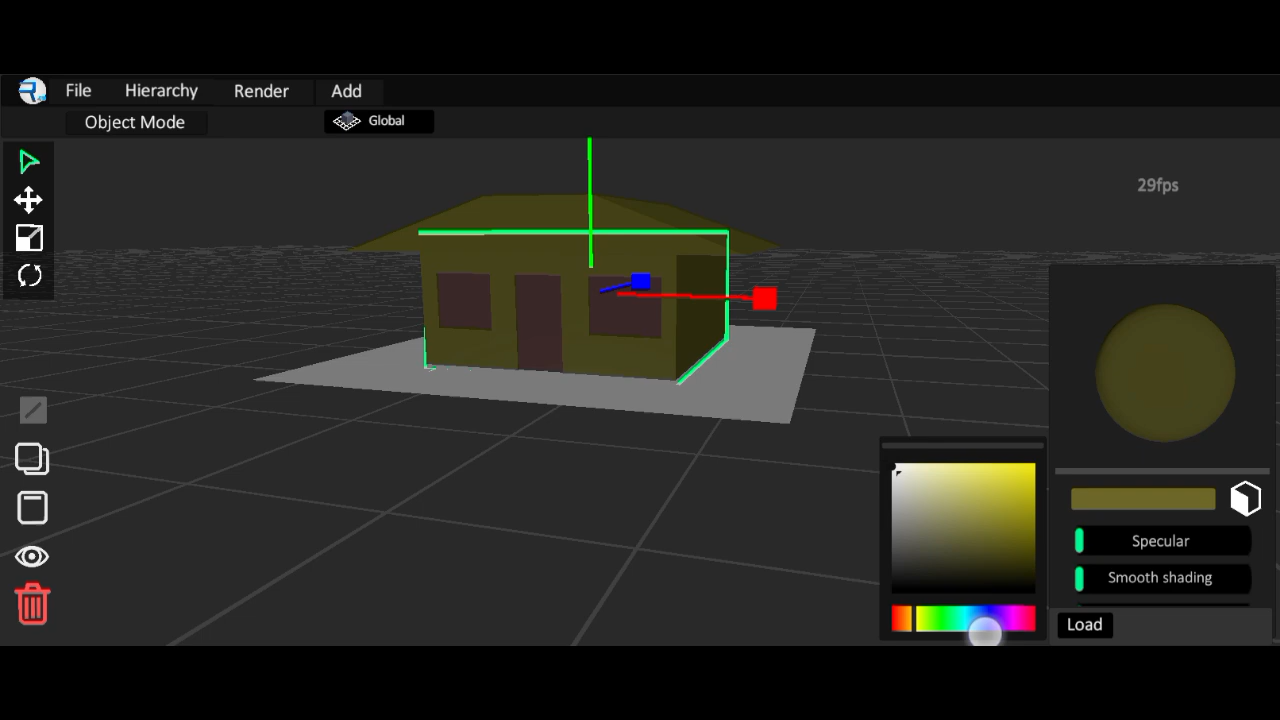 File Hierarchy Render Add
Object Mode Global
29fps
Specular
Smooth shading
Load